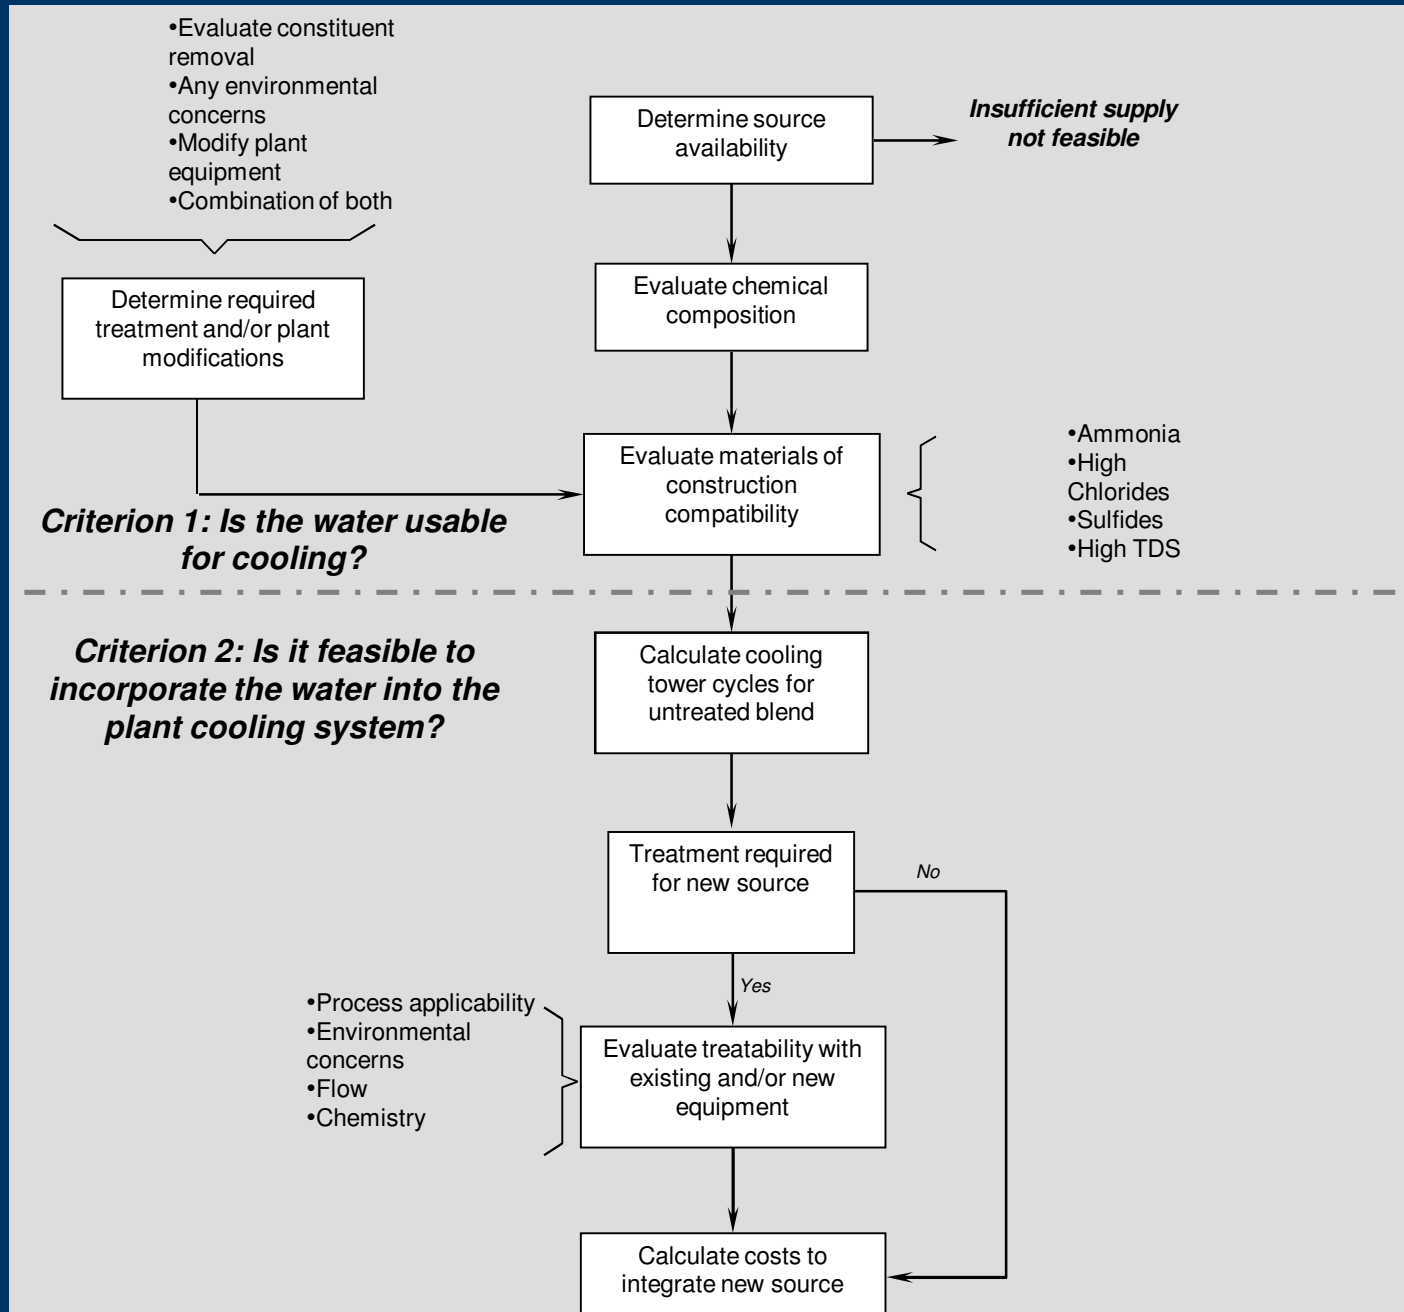 •Evaluate constituent
removal
•Any environmental
concerns
•Modify plant
equipment
•Combination of both
Determine source
availability
Insufficient supply
not feasible
Determine required
treatment and/or plant
modifications
Evaluate chemical
composition
Evaluate materials of
construction
compatibility
•Ammonia
•High
Chlorides
•Sulfides
•High TDS
Criterion 1: Is the water usable
for cooling?
Criterion 2: Is it feasible to
incorporate the water into the
plant cooling system?
Calculate cooling
tower cycles for
untreated blend
Treatment required
for new source
No
Yes
•Process applicability
•Environmental
concerns
•Flow
•Chemistry
Evaluate treatability with
existing and/or new
equipment
Calculate costs to
integrate new source